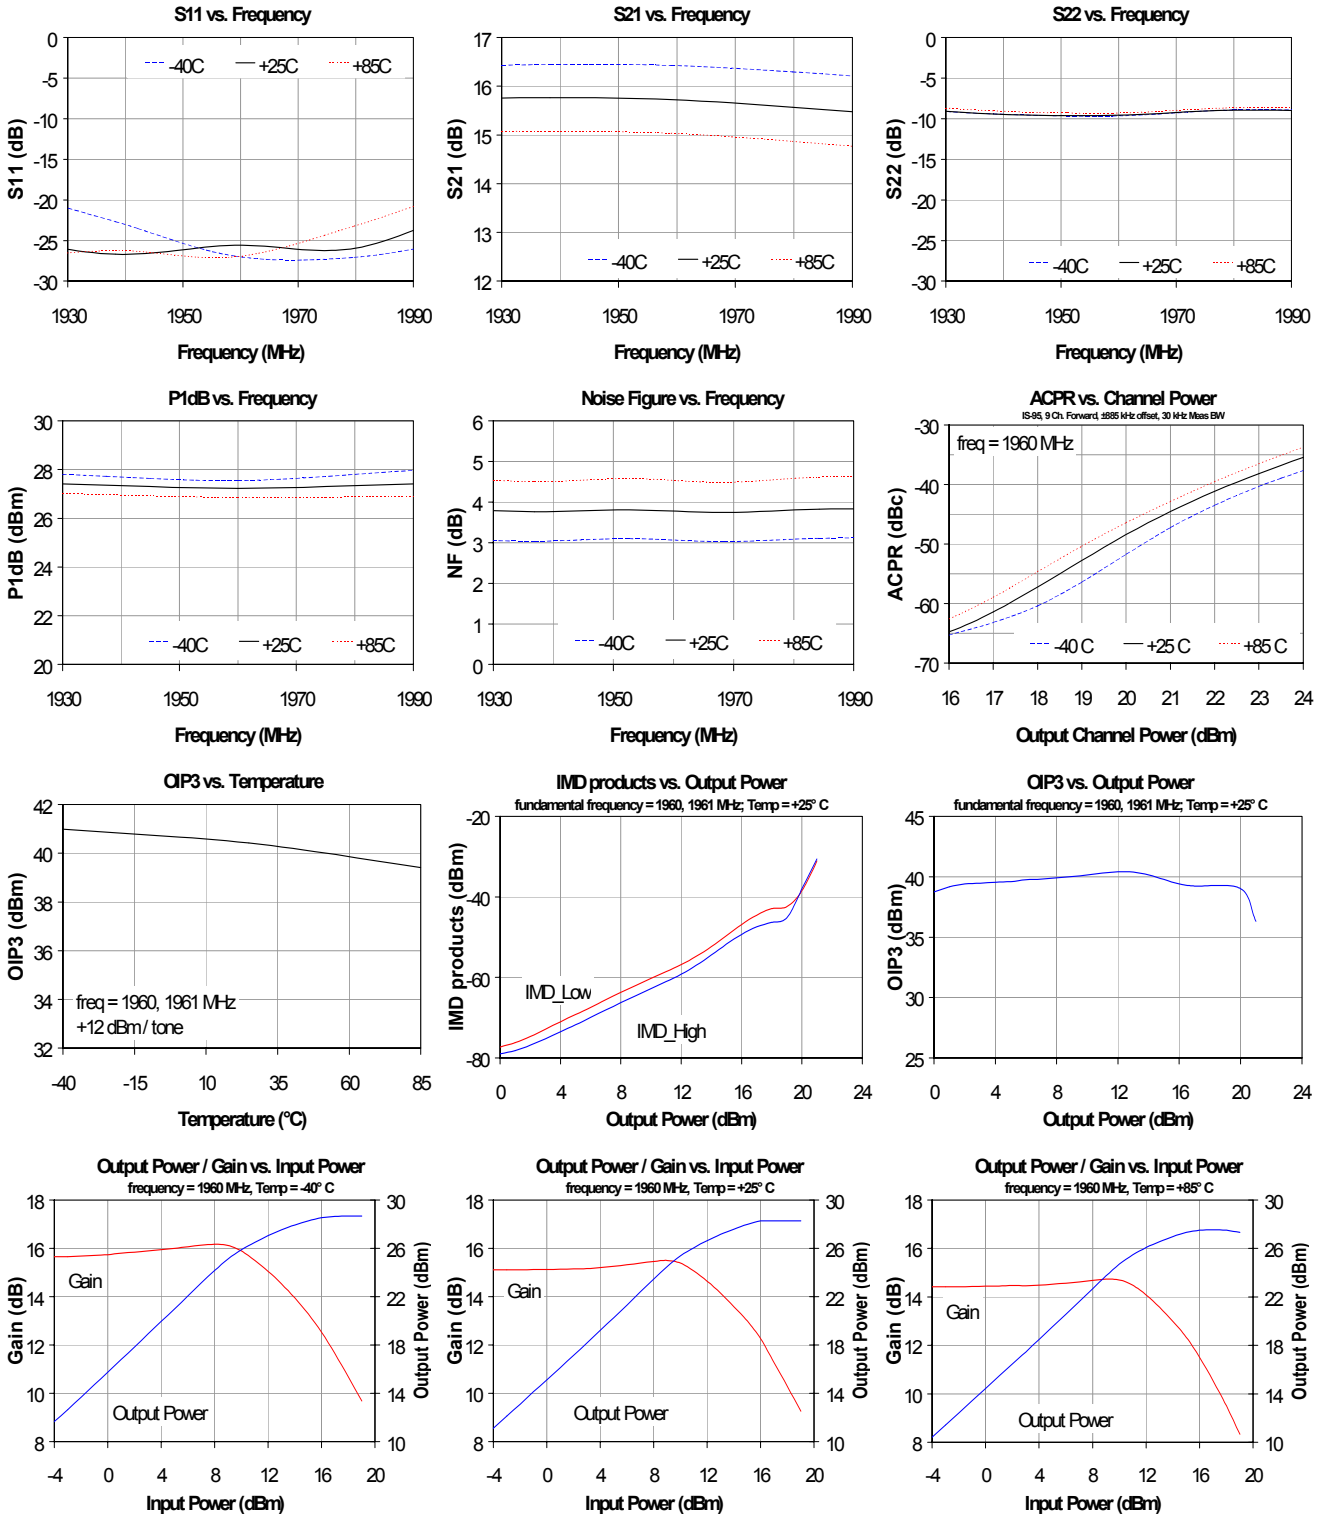 S11 vs. Frequency
0
-5
-10
-15
-20
-25
-30
S11 (dB)
-40C +25C +85C
1930 1950 1970 1990
Frequency (MHz)
S21 vs. Frequency
17
16
15
14
13
12
S21 (dB)
-40C +25C +85C
1930 1950 1970 1990
Frequency (MHz)
S22 vs. Frequency
0
-5
-10
-15
-20
-25
-30
S22 (dB)
-40C +25C +85C
1930 1950 1970 1990
Frequency (MHz)
P1dB vs. Frequency
30
28
26
24
22
20
P1dB (dBm)
-40C +25C +85C
1930 1950 1970 1990
Frequency (MHz)
Noise Figure vs. Frequency
6
5
4
3
2
1
0
NF (dB)
-40C +25C +85C
1930 1950 1970 1990
Frequency (MHz)
ACPR vs. Channel Power
IS-95, 9 Ch. Forward, ±885 kHz offset, 30 kHz Meas BW
-30
-40
-50
-60
-70
ACPR (dBc)
freq = 1960 MHz
-40 C +25 C +85 C
16 17 18 19 20 21 22 23 24
Output Channel Power (dBm)
OIP3 vs. Temperature
42
40
38
36
34
32
OIP3 (dBm)
freq = 1960, 1961 MHz
+12 dBm / tone
-40 -15 10 35 60 85
Temperature (°C)
IMD products vs. Output Power
fundamental frequency = 1960, 1961 MHz; Temp = +25° C
-20
-40
-60
-80
IMD products (dBm)
IMD_Low
IMD_High
0 4 8 12 16 20 24
Output Power (dBm)
OIP3 vs. Output Power
fundamental frequency = 1960, 1961 MHz; Temp = +25° C
45
40
35
30
25
OIP3 (dBm)
0 4 8 12 16 20 24
Output Power (dBm)
Output Power / Gain vs. Input Power
frequency = 1960 MHz, Temp = -40° C
18
16
14
12
10
8
Gain (dB)
Gain
Output Power
30
26
22
18
14
10
Output Power (dBm)
-4 0 4 8 12 16 20
Input Power (dBm)
Output Power / Gain vs. Input Power
frequency = 1960 MHz, Temp = +25° C
18
16
14
12
10
8
Gain (dB)
Gain
Output Power
30
26
22
18
14
10
Output Power (dBm)
-4 0 4 8 12 16 20
Input Power (dBm)
Output Power / Gain vs. Input Power
frequency = 1960 MHz, Temp = +85° C
18
16
14
12
10
8
Gain (dB)
Gain
Output Power
30
26
22
18
14
10
Output Power (dBm)
-4 0 4 8 12 16 20
Input Power (dBm)